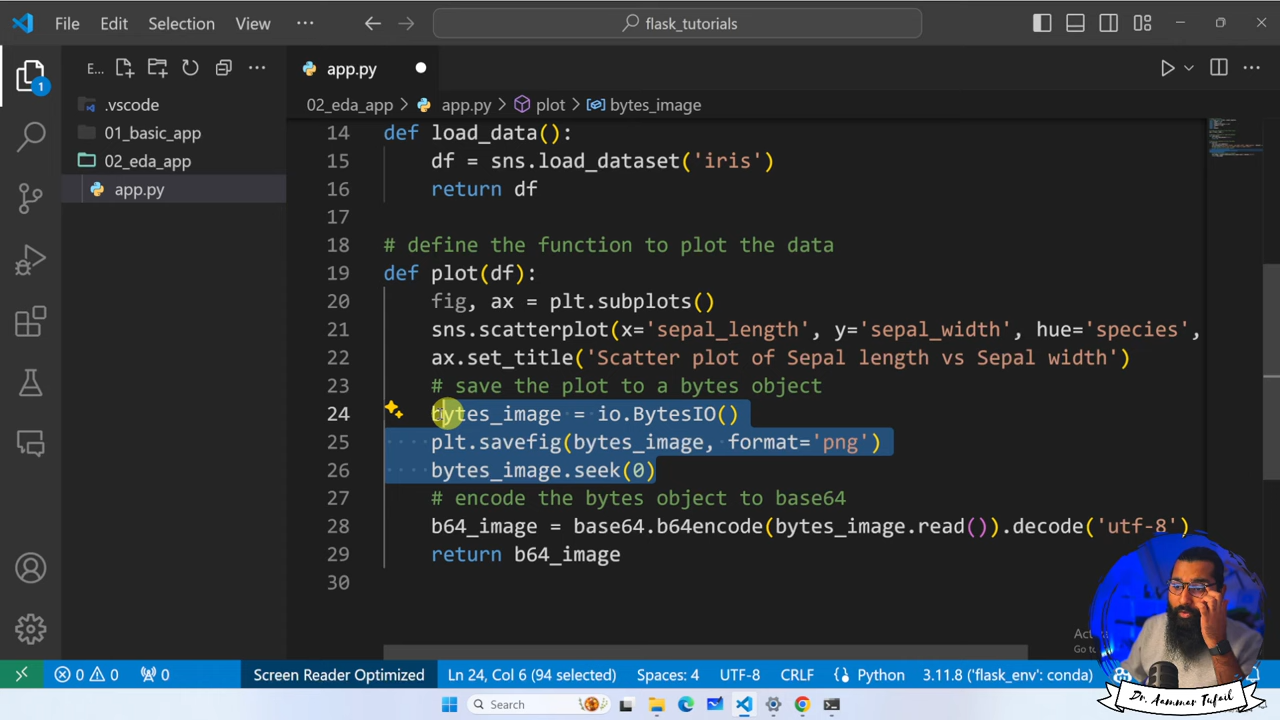 File Edit Selection View ··· flask_tutorials
E... ··· app.py
1
.vscode
01_basic_app
02_eda_app
app.py
02_eda_app > app.py > plot > bytes_image
14 def load_data():
15 df = sns.load_dataset('iris')
16 return df
17
18 # define the function to plot the data
19 def plot(df):
20 fig, ax = plt.subplots()
21 sns.scatterplot(x='sepal_length', y='sepal_width', hue='species',
22 ax.set_title('Scatter plot of Sepal length vs Sepal width')
23 # save the plot to a bytes object
24 bytes_image = io.BytesIO()
25 plt.savefig(bytes_image, format='png')
26 bytes_image.seek(0)
27 # encode the bytes object to base64
28 b64_image = base64.b64encode(bytes_image.read()).decode('utf-8')
29 return b64_image
30
0 0 0 Screen Reader Optimized Ln 24, Col 6 (94 selected) Spaces: 4 UTF-8 CRLF Python 3.11.8 ('flask_env': conda)
Search
Dr. Aammar Tufail